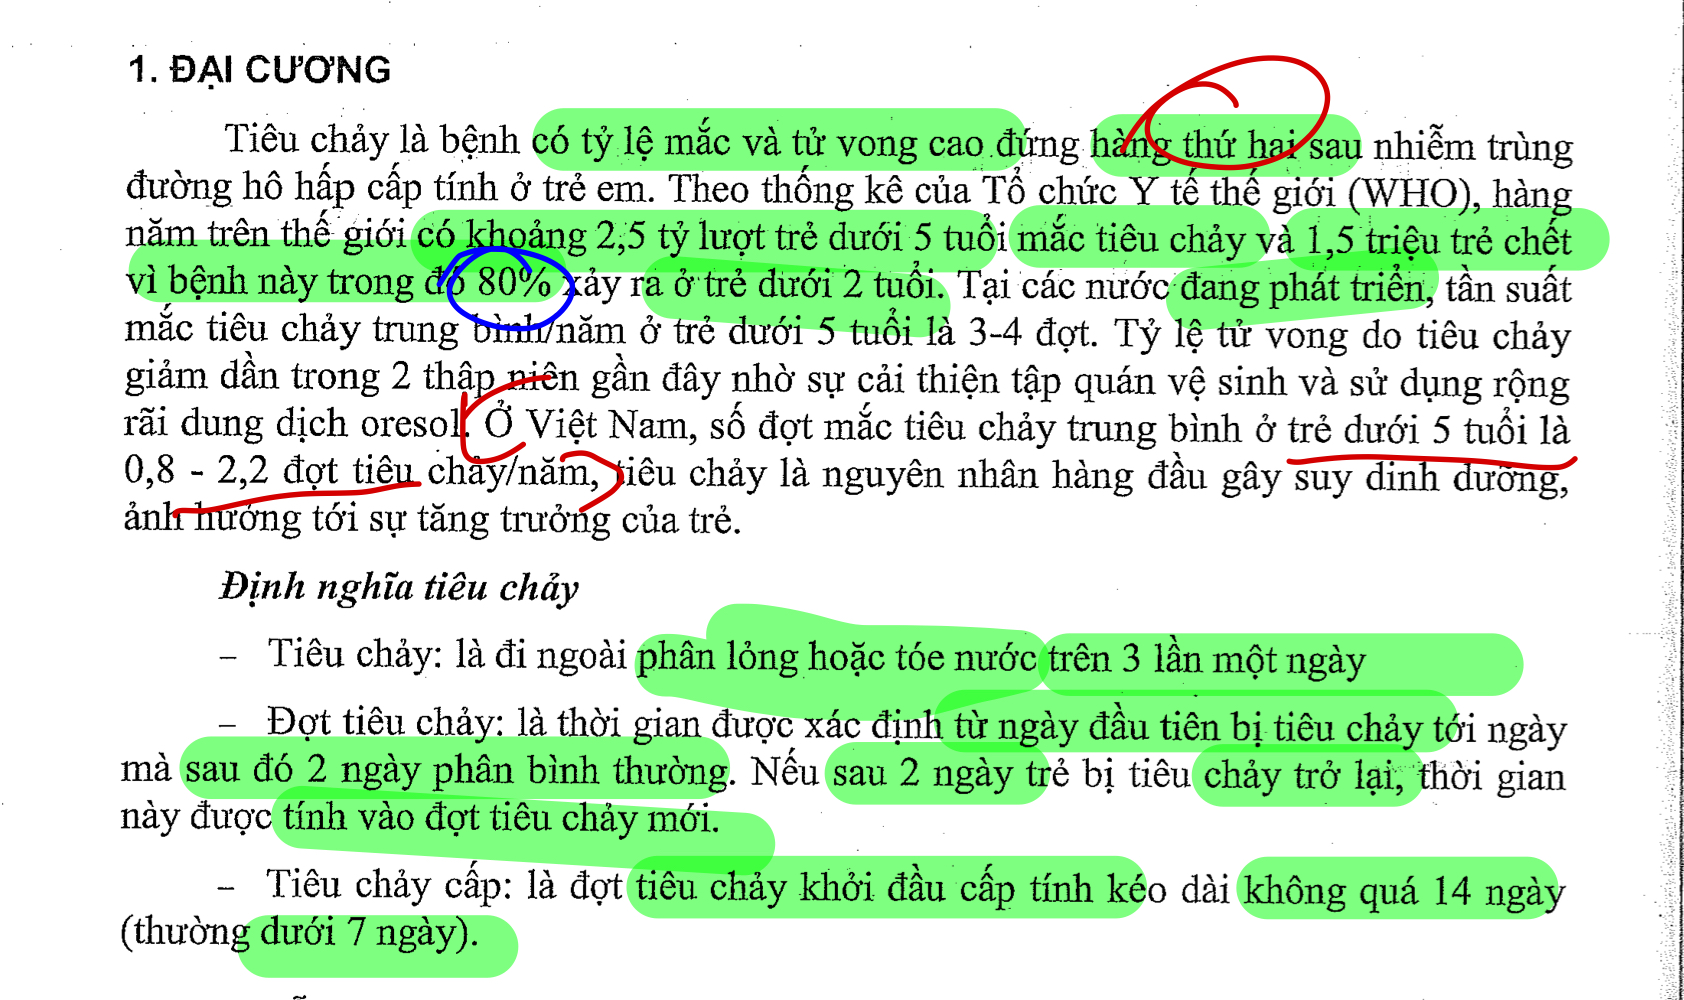 1. ĐẠI CƯƠNG
Tiêu chảy là bệnh có tỷ lệ mắc và tử vong cao đứng hàng thứ hai sau nhiễm trùng
đường hô hấp cấp tính ở trẻ em. Theo thống kê của Tổ chức Y tế thế giới (WHO), hàng
năm trên thế giới có khoảng 2,5 tỷ lượt trẻ dưới 5 tuổi mắc tiêu chảy và 1,5 triệu trẻ chết
vì bệnh này trong đó 80% xảy ra ở trẻ dưới 2 tuổi. Tại các nước đang phát triển, tần suất
mắc tiêu chảy trung bình/năm ở trẻ dưới 5 tuổi là 3-4 đợt. Tỷ lệ tử vong do tiêu chảy
giảm dần trong 2 thập niên gần đây nhờ sự cải thiện tập quán vệ sinh và sử dụng rộng
rãi dung dịch oresol. Ở Việt Nam, số đợt mắc tiêu chảy trung bình ở trẻ dưới 5 tuổi là
0,8 - 2,2 đợt tiêu chảy/năm, tiêu chảy là nguyên nhân hàng đầu gây suy dinh dưỡng,
ảnh hưởng tới sự tăng trưởng của trẻ.
Định nghĩa tiêu chảy
– Tiêu chảy: là đi ngoài phân lỏng hoặc tóe nước trên 3 lần một ngày
– Đợt tiêu chảy: là thời gian được xác định từ ngày đầu tiên bị tiêu chảy tới ngày
mà sau đó 2 ngày phân bình thường. Nếu sau 2 ngày trẻ bị tiêu chảy trở lại, thời gian
này được tính vào đợt tiêu chảy mới.
– Tiêu chảy cấp: là đợt tiêu chảy khởi đầu cấp tính kéo dài không quá 14 ngày
(thường dưới 7 ngày).